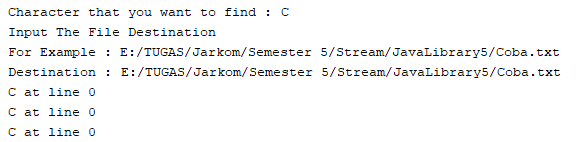 Character that you want to find : C
Input The File Destination
For Example : E:/TUGAS/Jarkom/Semester 5/Stream/JavaLibrary5/Coba.txt
Destination : E:/TUGAS/Jarkom/Semester 5/Stream/JavaLibrary5/Coba.txt
C at line 0
C at line 0
C at line 0